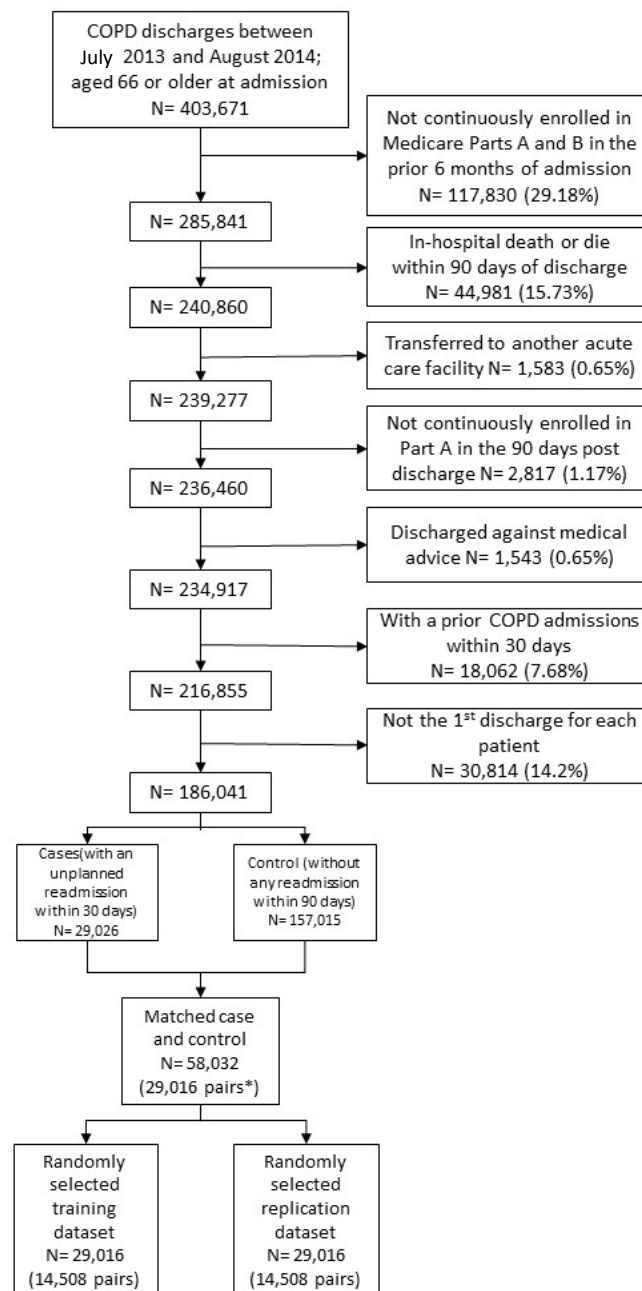 COPD discharges between
July 2013 and August 2014;
aged 66 or older at admission
N= 403,671
Not continuously enrolled in
Medicare Parts A and B in the
prior 6 months of admission
N= 117,830 (29.18%)
N= 285,841
In-hospital death or die
within 90 days of discharge
N= 44,981 (15.73%)
N= 240,860
Transferred to another acute
care facility N= 1,583 (0.65%)
N= 239,277
Not continuously enrolled in
Part A in the 90 days post
discharge N= 2,817 (1.17%)
N= 236,460
Discharged against medical
advice N= 1,543 (0.65%)
N= 234,917
With a prior COPD admissions
within 30 days
N= 18,062 (7.68%)
N= 216,855
Not the 1st discharge for each
patient
N= 30,814 (14.2%)
N= 186,041
Cases(with an
unplanned
readmission
within 30 days)
N= 29,026
Control (without
any readmission
within 90 days)
N= 157,015
Matched case
and control
N= 58,032
(29,016 pairs*)
Randomly
selected
training
dataset
N= 29,016
(14,508 pairs)
Randomly
selected
replication
dataset
N= 29,016
(14,508 pairs)